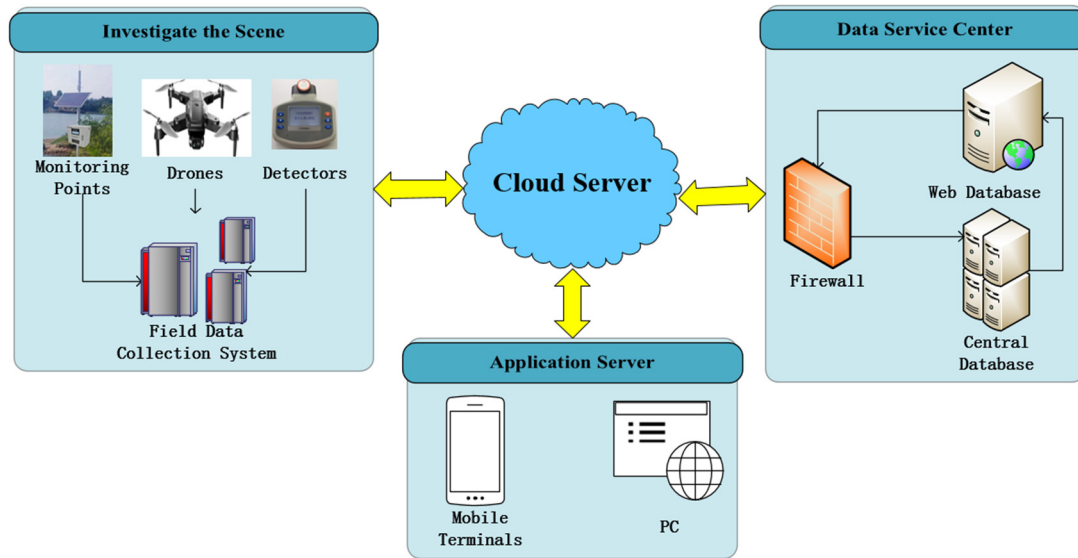 Investigate the Scene
Monitoring
Points
Drones
Detectors
Field Data
Collection System
Cloud Server
Data Service Center
Web Database
Firewall
Central
Database
Application Server
Mobile
Terminals
PC